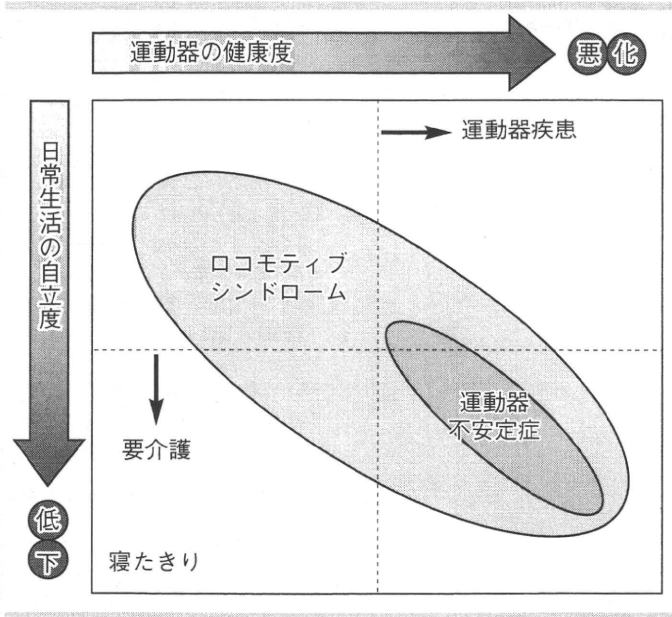 運動器の健康度
悪化
日常生活の自立度
低下
運動器疾患
ロコモティブ
シンドローム
運動器
不安定症
要介護
寝たきり